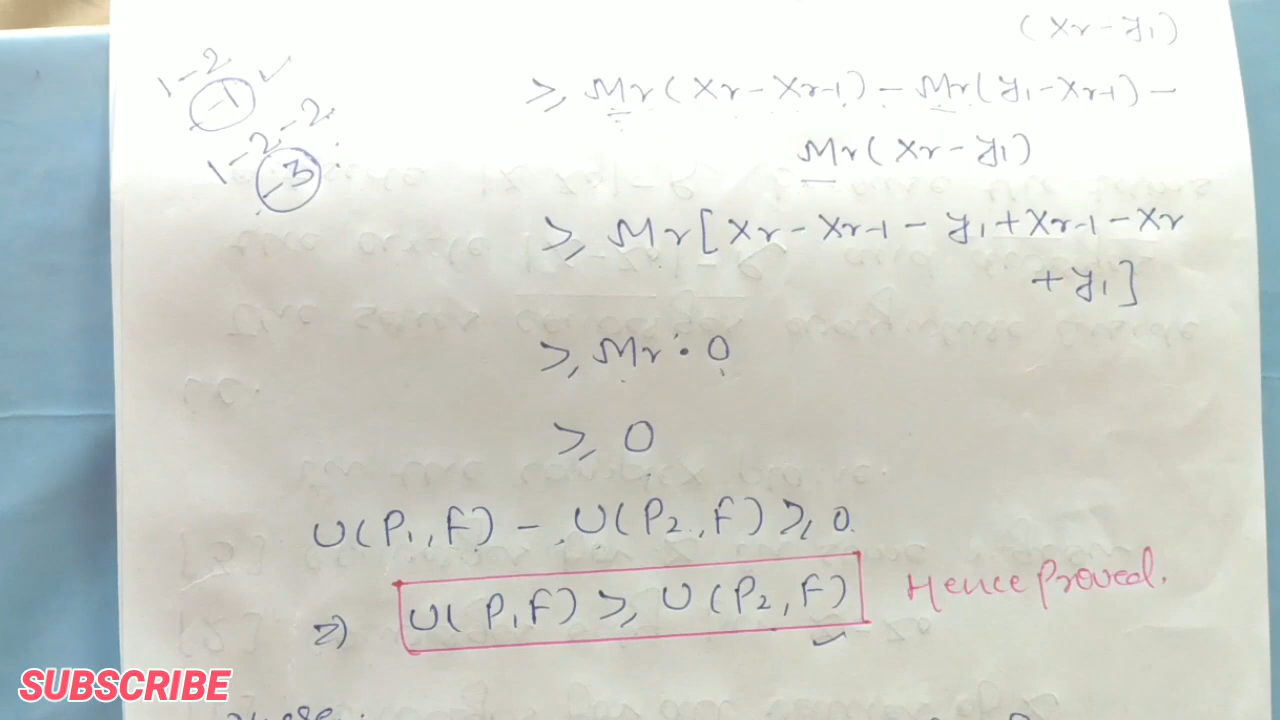 (xr - y1)
1-2 ✓
-1
≥ Mr(xr - xr-1) - Mr(y1 - xr-1) -
1-2-2
-3
Mr(xr - y1)
≥ Mr[xr - xr-1 - y1 + xr-1 - xr
+ y1]
≥ Mr · 0
≥ 0
U(P1, F) - U(P2, F) ≥ 0.
⇒ U(P, F) ≥ U(P2, F) Hence Proved.
SUBSCRIBE